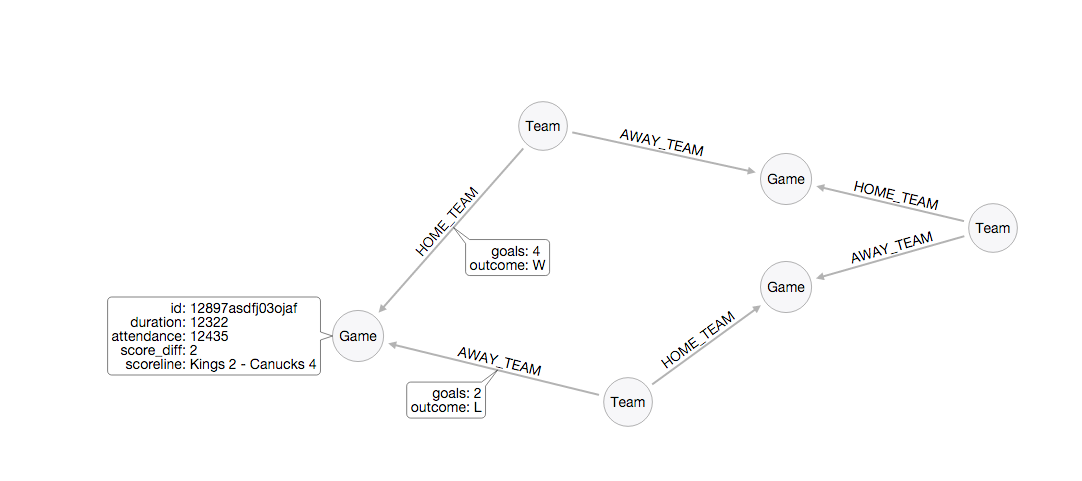 Team
AWAY_TEAM
Game
HOME_TEAM
HOME_TEAM
Team
AWAY_TEAM
goals: 4
outcome: W
Game
id: 12897asdfj03ojaf
duration: 12322
attendance: 12435
score_diff: 2
scoreline: Kings 2 - Canucks 4
Game
HOME_TEAM
AWAY_TEAM
goals: 2
outcome: L
Team